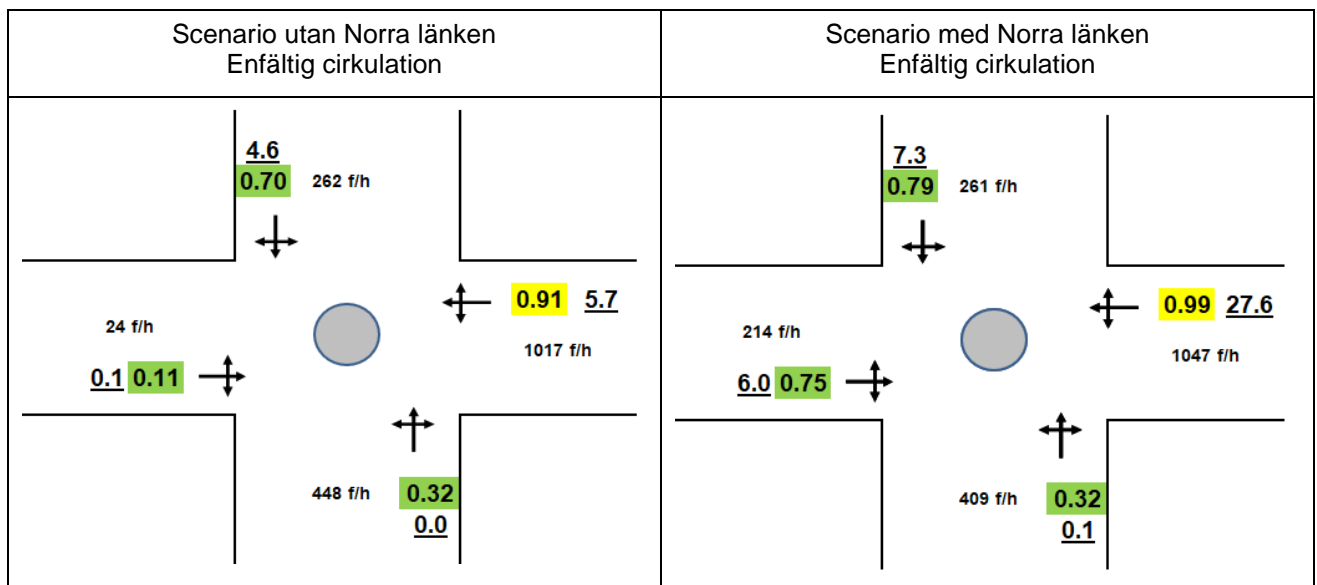 Scenario utan Norra länken
Enfältig cirkulation
4.6
0.70 262 f/h
0.91 5.7
24 f/h
1017 f/h
0.1 0.11
448 f/h 0.32
0.0
Scenario med Norra länken
Enfältig cirkulation
7.3
0.79 261 f/h
0.99 27.6
214 f/h
1047 f/h
6.0 0.75
409 f/h 0.32
0.1